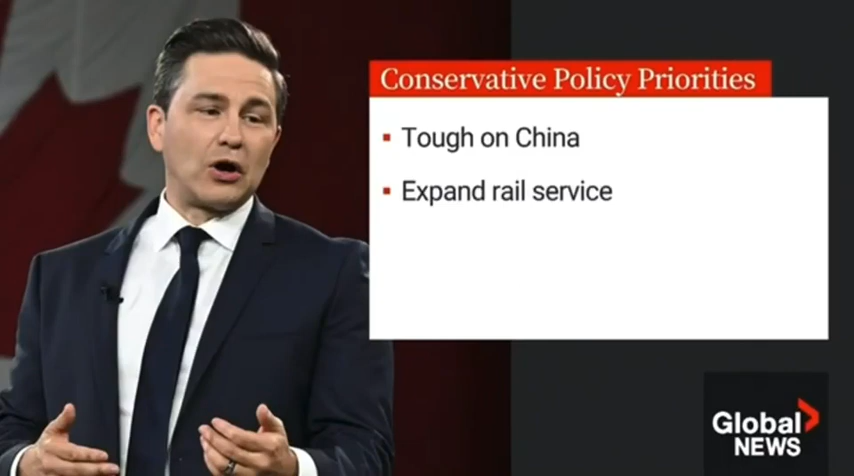 Conservative Policy Priorities
Tough on China
Expand rail service
Global
NEWS